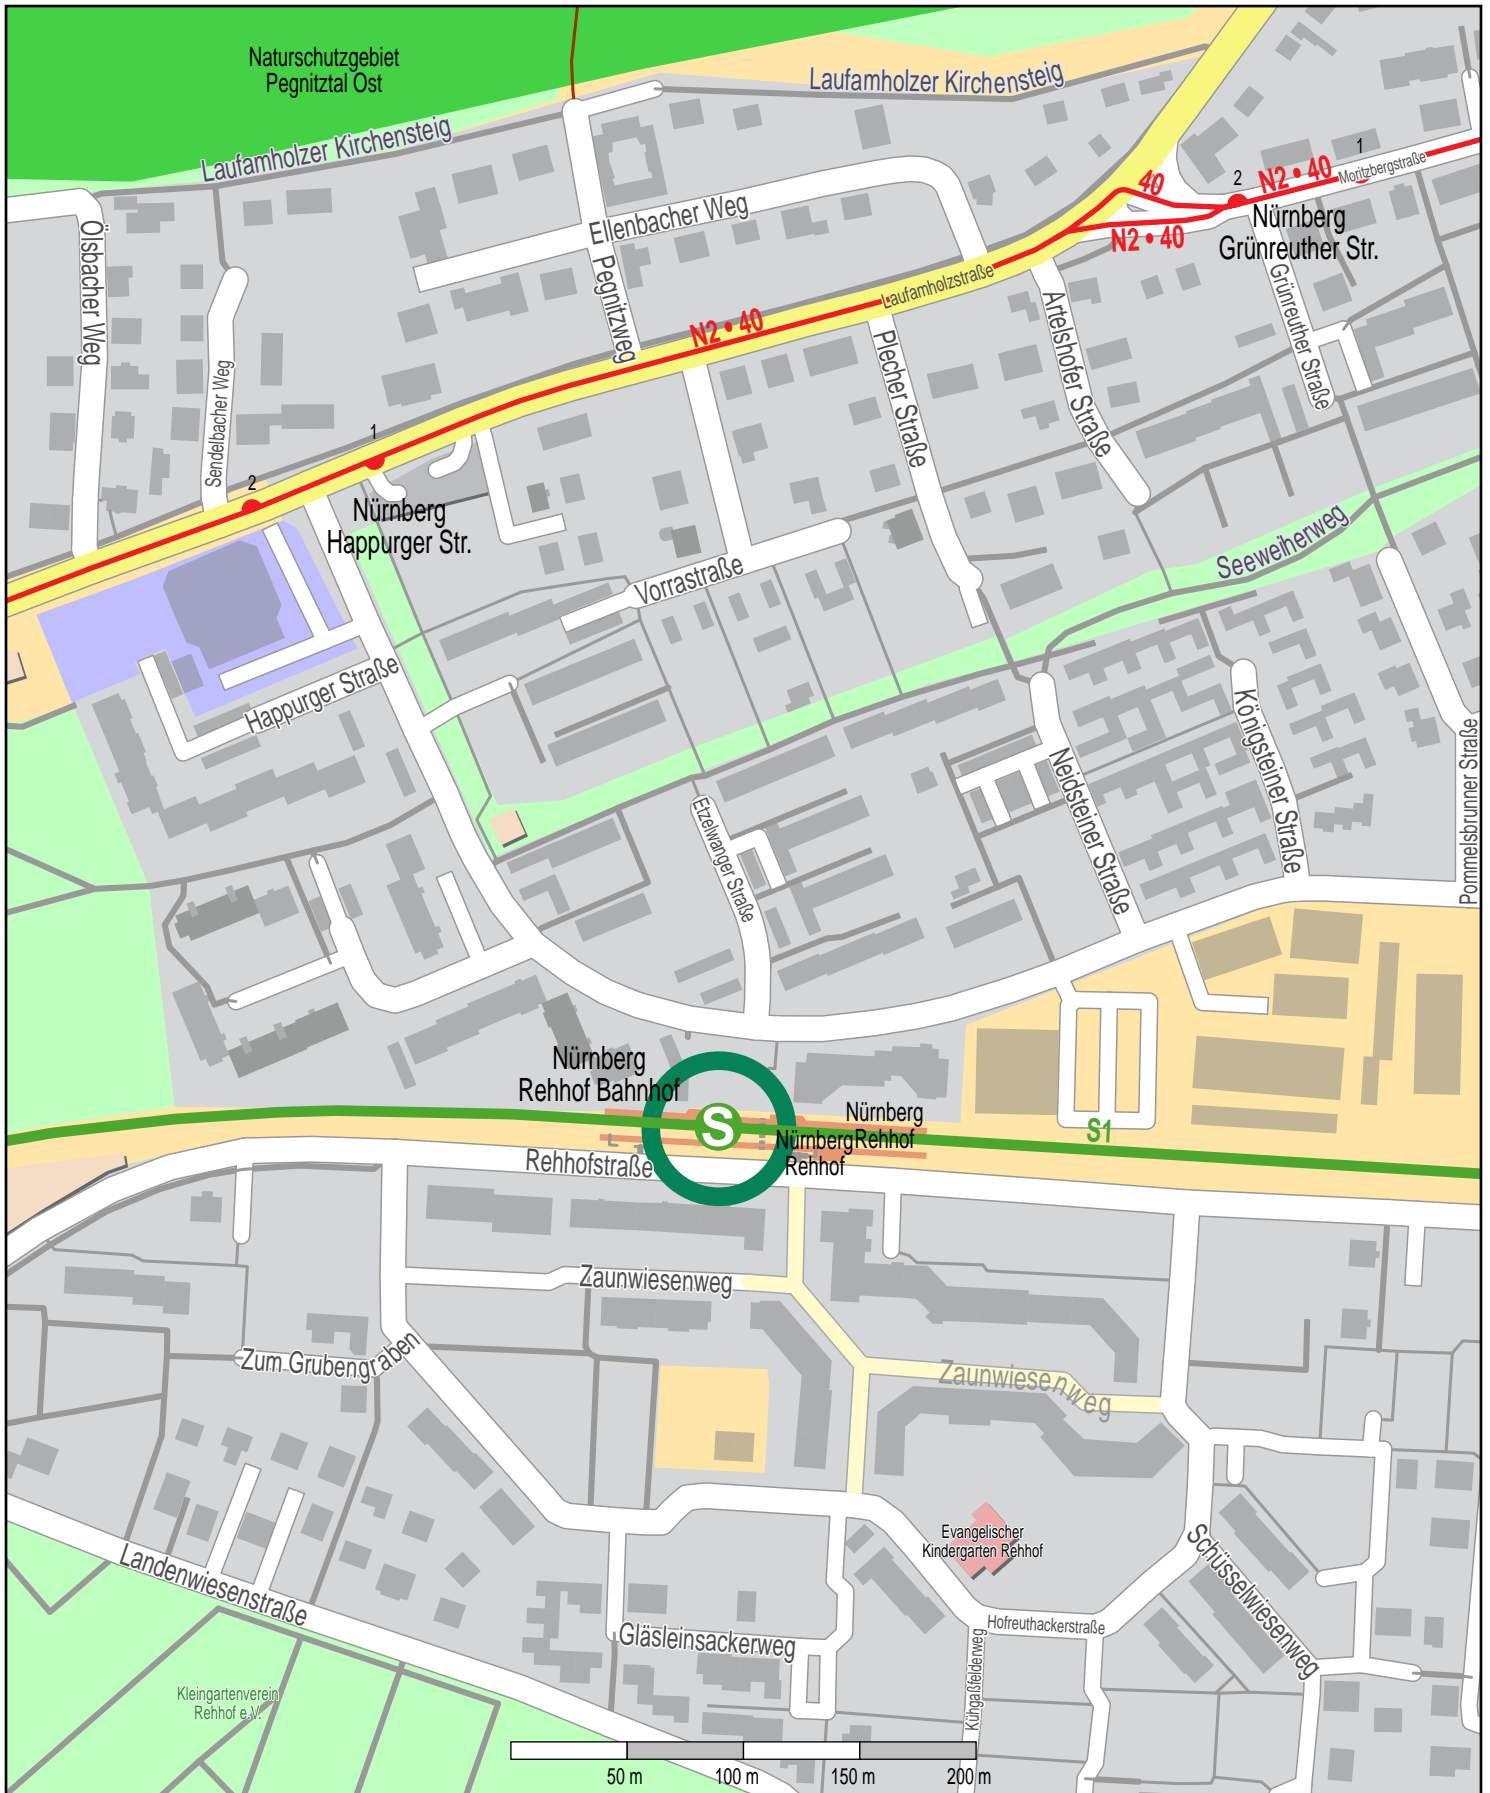 Naturschutzgebiet
Pegnitztal Ost
Laufamholzer Kirchensteig
Laufamholzer Kirchensteig
Ölsbacher Weg
Sendelbacher Weg
Ellenbacher Weg
Pegnitzweg
40
N2 • 40
N2 • 40
1
Moritzbergstraße
2
Nürnberg
Grünreuther Str.
Laufamholzstraße
N2 • 40
Artelshofer Straße
Grünreuther Straße
Plecher Straße
1
2
Nürnberg
Happurger Str.
Vorrastraße
Seeweiherweg
Happurger Straße
Königsteiner Straße
Neidsteiner Straße
Pommelsbrunner Straße
Etzelwanger Straße
Nürnberg
Rehhof Bahnhof
S
Nürnberg
Rehhof
Nürnberg
Rehhof
S1
Rehhofstraße
Zaunwiesenweg
Zaunwiesenweg
Zum Grubengraben
Evangelischer
Kindergarten Rehhof
Landenwiesenstraße
Schüsselwiesenweg
Hofreuthackerstraße
Gläsleinsackerweg
Kühgaßfelderweg
Kleingartenverein
Rehhof e.V.
50 m
100 m
150 m
200 m